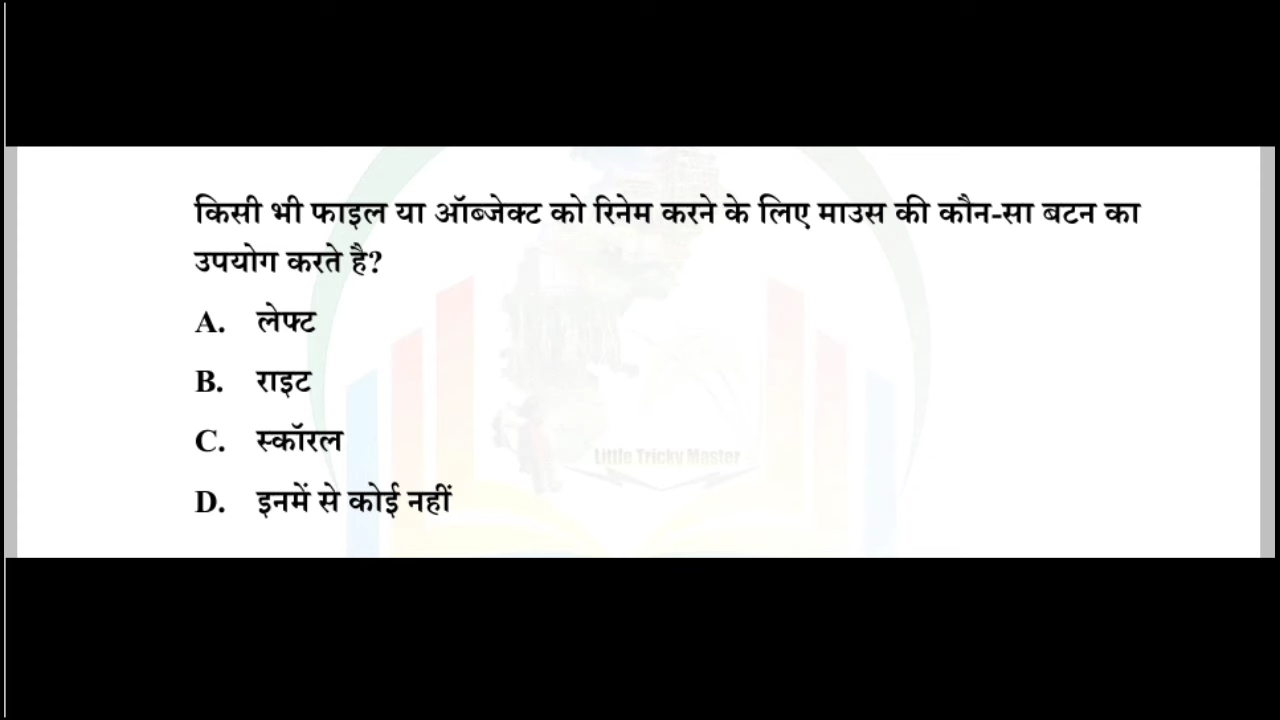 किसी भी फाइल या ऑब्जेक्ट को रिनेम करने के लिए माउस की कौन-सा बटन का
उपयोग करते है?
A. लेफ्ट
B. राइट
C. स्कॉरल
D. इनमें से कोई नहीं
Little Tricky Master